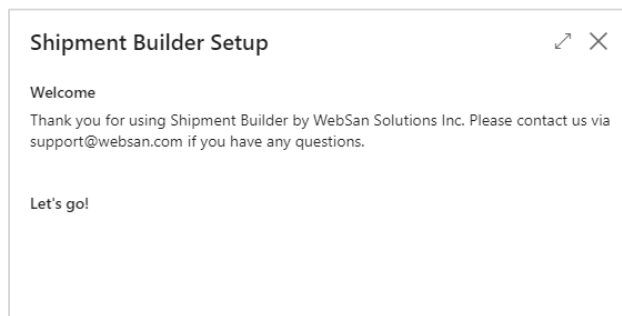 Shipment Builder Setup
Welcome
Thank you for using Shipment Builder by WebSan Solutions Inc. Please contact us via
support@websan.com if you have any questions.
Let's go!